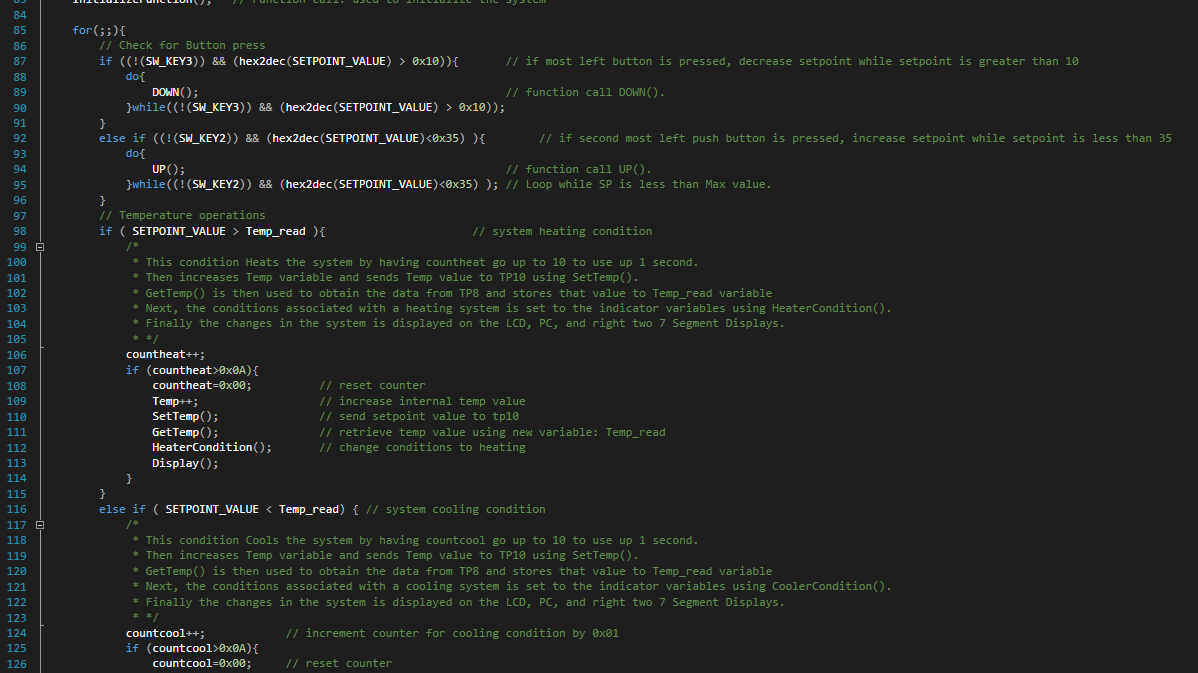 83 InitializeFunction(); // Function call: used to initialize the system
84
85 for(;;){
86 // Check for Button press
87 if ((!(SW_KEY3)) && (hex2dec(SETPOINT_VALUE) > 0x10)){ // if most left button is pressed, decrease setpoint while setpoint is greater than 10
88 do{
89 DOWN(); // function call DOWN().
90 }while((!(SW_KEY3)) && (hex2dec(SETPOINT_VALUE) > 0x10));
91 }
92 else if ((!(SW_KEY2)) && (hex2dec(SETPOINT_VALUE)<0x35) ){ // if second most left push button is pressed, increase setpoint while setpoint is less than 35
93 do{
94 UP(); // function call UP().
95 }while((!(SW_KEY2)) && (hex2dec(SETPOINT_VALUE)<0x35) ); // Loop while SP is less than Max value.
96 }
97 // Temperature operations
98 if ( SETPOINT_VALUE > Temp_read ){ // system heating condition
99 /*
100 * This condition Heats the system by having countheat go up to 10 to use up 1 second.
101 * Then increases Temp variable and sends Temp value to TP10 using SetTemp().
102 * GetTemp() is then used to obtain the data from TP8 and stores that value to Temp_read variable
103 * Next, the conditions associated with a heating system is set to the indicator variables using HeaterCondition().
104 * Finally the changes in the system is displayed on the LCD, PC, and right two 7 Segment Displays.
105 * */
106 countheat++;
107 if (countheat>0x0A){
108 countheat=0x00; // reset counter
109 Temp++; // increase internal temp value
110 SetTemp(); // send setpoint value to tp10
111 GetTemp(); // retrieve temp value using new variable: Temp_read
112 HeaterCondition(); // change conditions to heating
113 Display();
114 }
115 }
116 else if ( SETPOINT_VALUE < Temp_read) { // system cooling condition
117 /*
118 * This condition Cools the system by having countcool go up to 10 to use up 1 second.
119 * Then increases Temp variable and sends Temp value to TP10 using SetTemp().
120 * GetTemp() is then used to obtain the data from TP8 and stores that value to Temp_read variable
121 * Next, the conditions associated with a cooling system is set to the indicator variables using CoolerCondition().
122 * Finally the changes in the system is displayed on the LCD, PC, and right two 7 Segment Displays.
123 * */
124 countcool++; // increment counter for cooling condition by 0x01
125 if (countcool>0x0A){
126 countcool=0x00; // reset counter